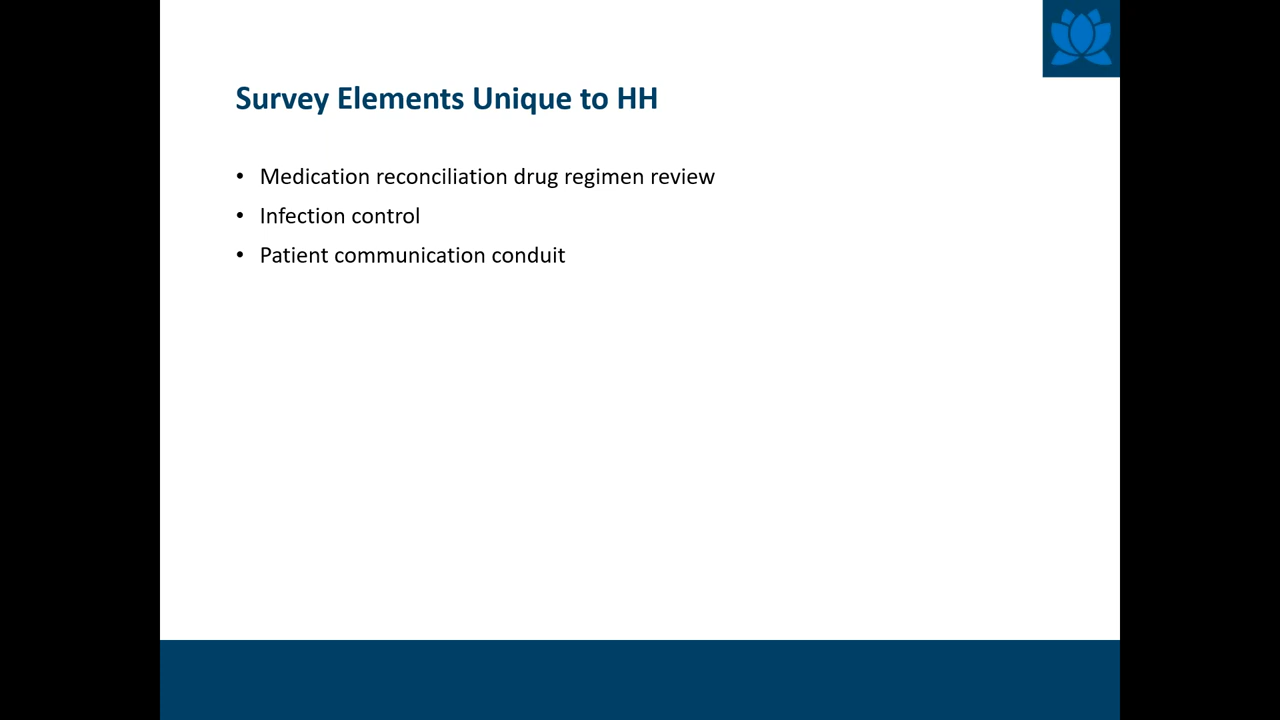 Survey Elements Unique to HH
• Medication reconciliation drug regimen review
• Infection control
• Patient communication conduit